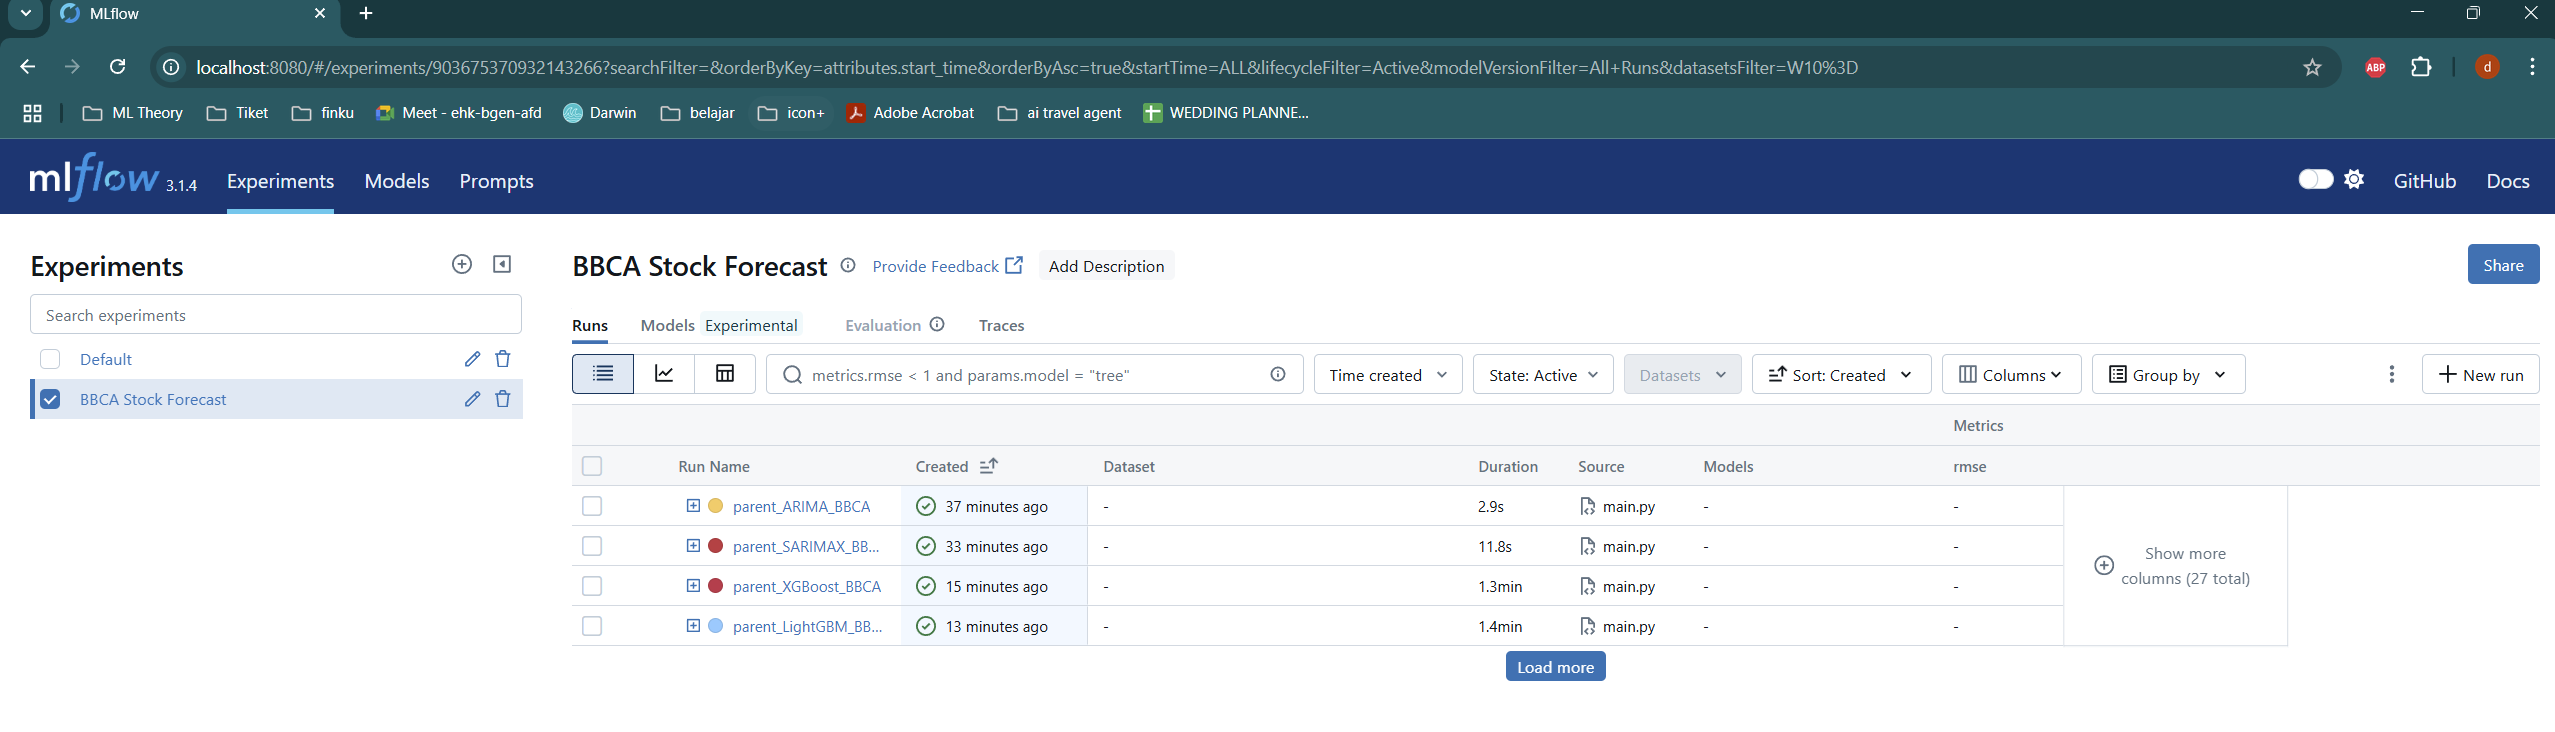 MLflow
localhost:8080/#/experiments/903675370932143266?searchFilter=&orderByKey=attributes.start_time&orderByAsc=true&startTime=ALL&lifecycleFilter=Active&modelVersionFilter=All+Runs&datasetsFilter=W10%3D
ABP
d
ML Theory
Tiket
finku
Meet - ehk-bgen-afd
Darwin
belajar
icon+
Adobe Acrobat
ai travel agent
WEDDING PLANNE...
mlflow 3.1.4
Experiments
Models
Prompts
GitHub
Docs
Experiments
Search experiments
Default
BBCA Stock Forecast
BBCA Stock Forecast
Provide Feedback
Add Description
Share
Runs
Models Experimental
Evaluation
Traces
metrics.rmse < 1 and params.model = "tree"
Time created
State: Active
Datasets
Sort: Created
Columns
Group by
New run
Metrics
Run Name Created Dataset Duration Source Models rmse
parent_ARIMA_BBCA 37 minutes ago - 2.9s main.py - -
parent_SARIMAX_BB... 33 minutes ago - 11.8s main.py - -
parent_XGBoost_BBCA 15 minutes ago - 1.3min main.py - -
parent_LightGBM_BB... 13 minutes ago - 1.4min main.py - -
Show more
columns (27 total)
Load more